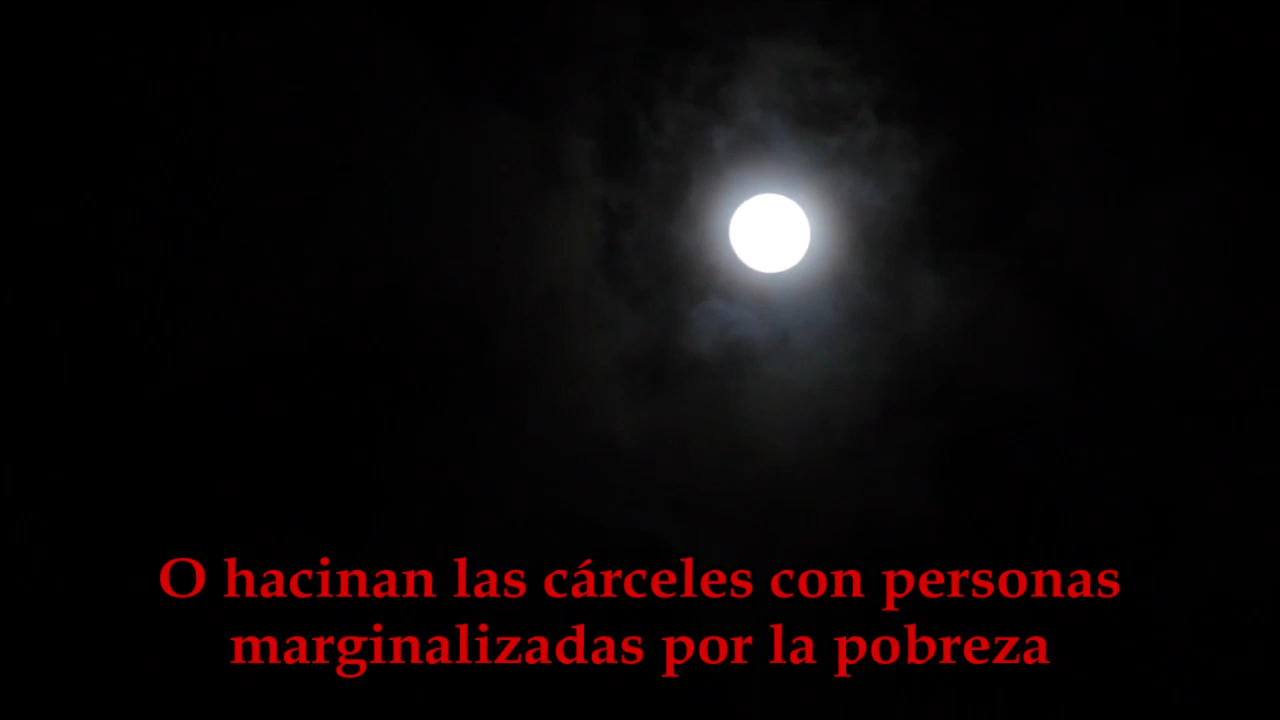 O hacinan las cárceles con personas
marginalizadas por la pobreza